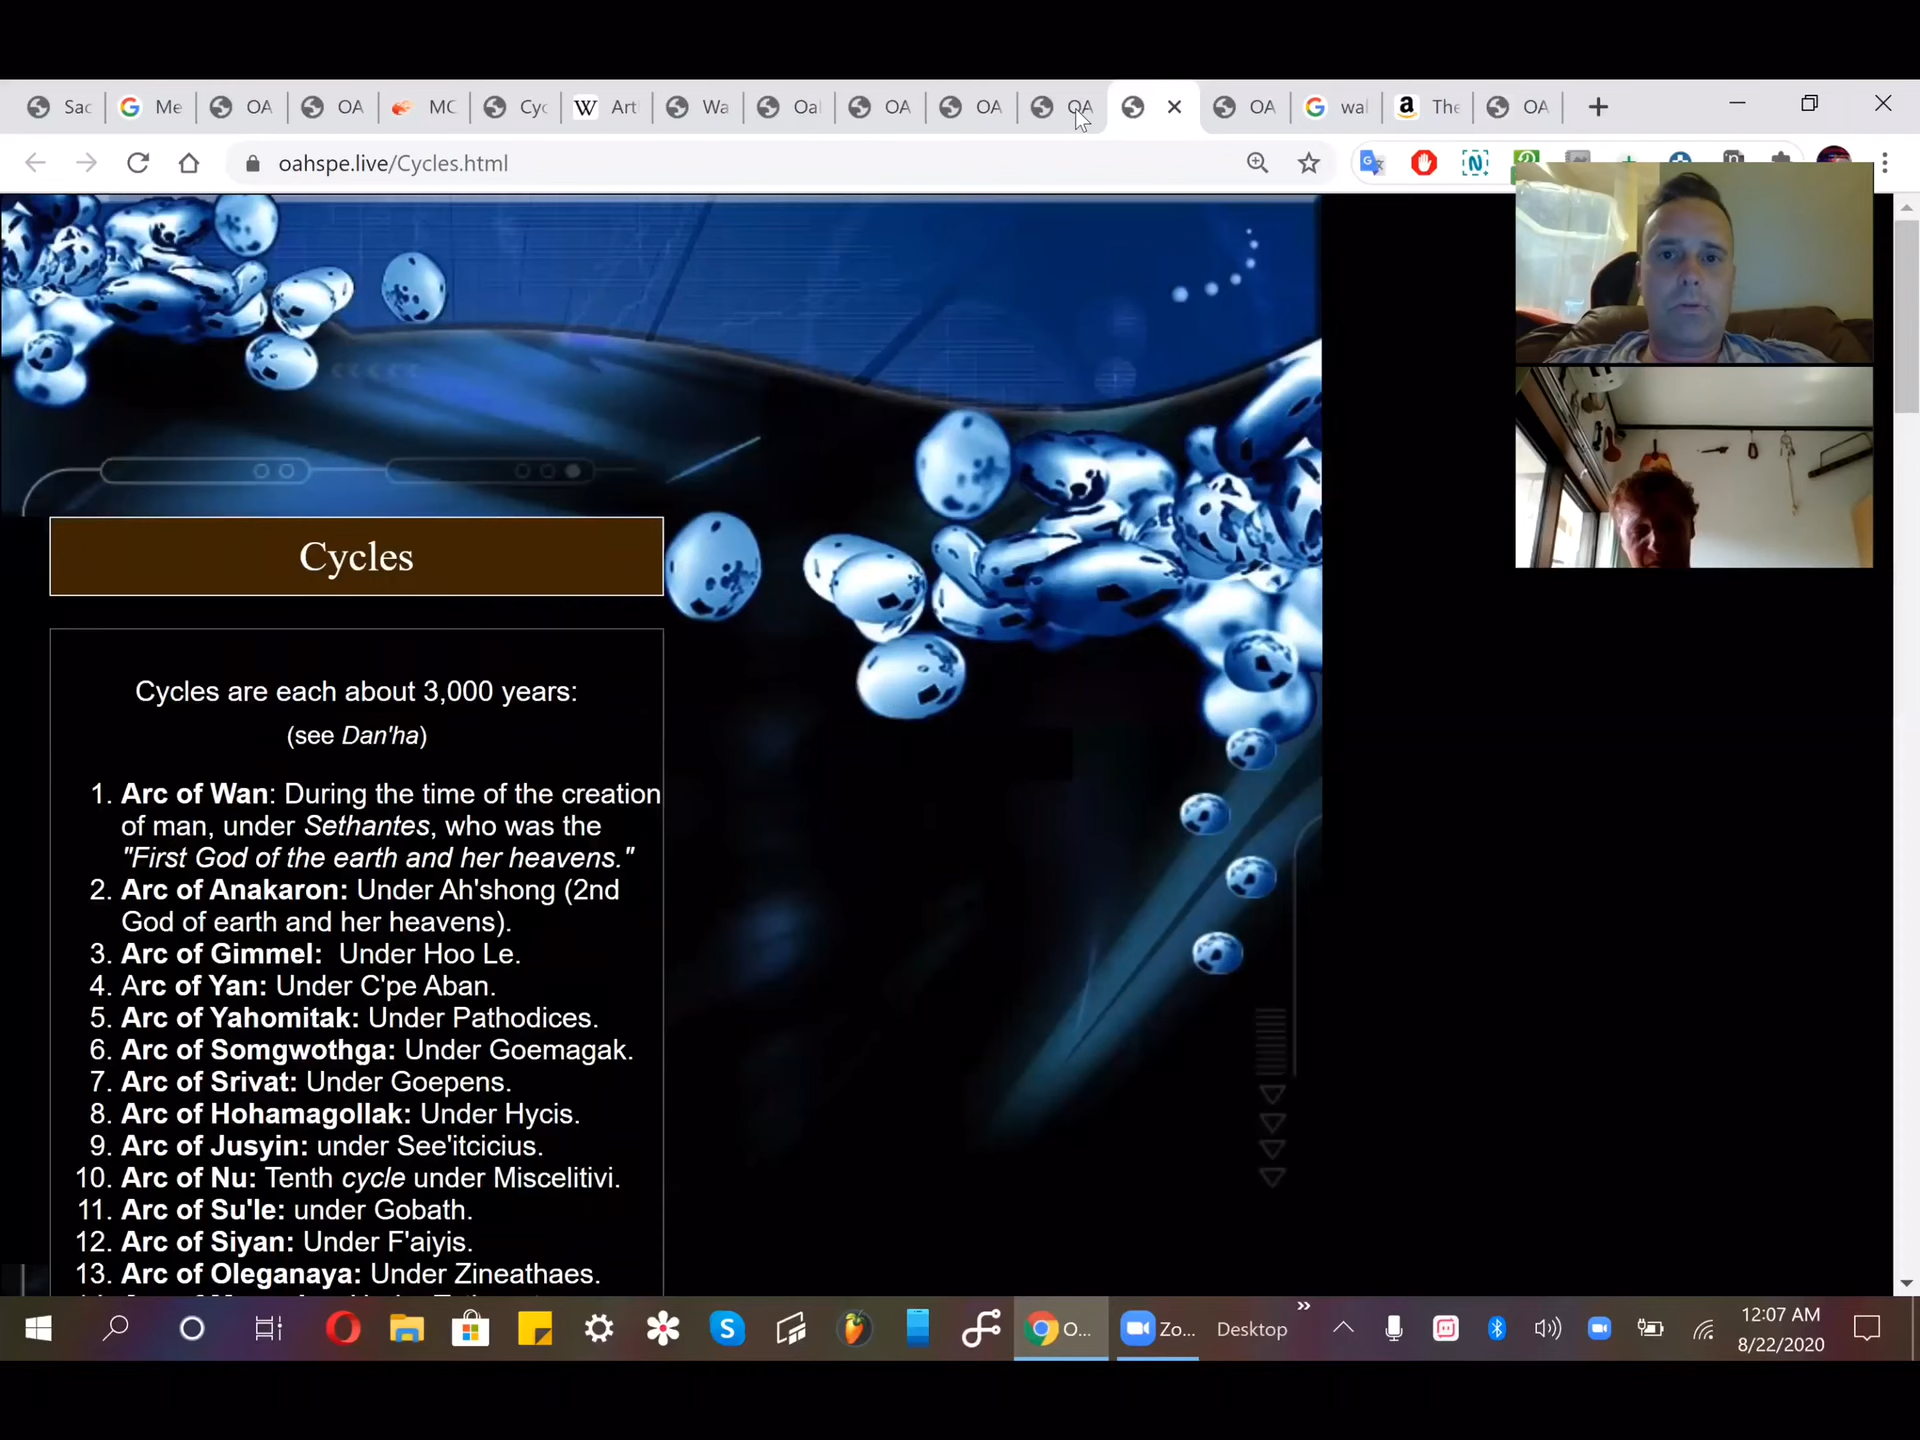 Sac
Me
OA
OA
MC
Cyc
Art
Wa
Oal
OA
OA
OA
OA
wal
The
OA
oahspe.live/Cycles.html
Cycles
Cycles are each about 3,000 years:
(see Dan'ha)
1. Arc of Wan: During the time of the creation
of man, under Sethantes, who was the
"First God of the earth and her heavens."
2. Arc of Anakaron: Under Ah'shong (2nd
God of earth and her heavens).
3. Arc of Gimmel: Under Hoo Le.
4. Arc of Yan: Under C'pe Aban.
5. Arc of Yahomitak: Under Pathodices.
6. Arc of Somgwothga: Under Goemagak.
7. Arc of Srivat: Under Goepens.
8. Arc of Hohamagollak: Under Hycis.
9. Arc of Jusyin: under See'itcicius.
10. Arc of Nu: Tenth cycle under Miscelitivi.
11. Arc of Su'le: under Gobath.
12. Arc of Siyan: Under F'aiyis.
13. Arc of Oleganaya: Under Zineathaes.
O...
Zo...
Desktop
12:07 AM
8/22/2020